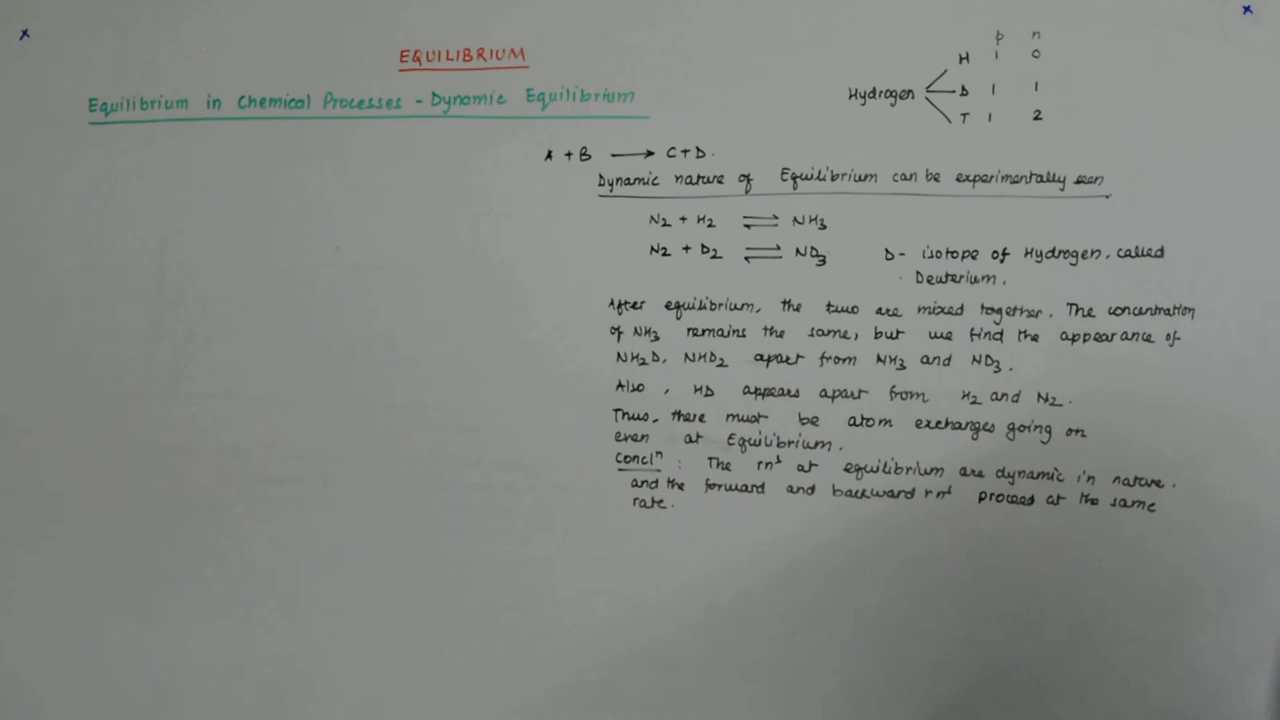 x
x
EQUILIBRIUM
Equilibrium in Chemical Processes - Dynamic Equilibrium
p n
H 1 0
Hydrogen D 1 1
T 1 2
A + B ⟶ C + D.
Dynamic nature of Equilibrium can be experimentally seen
N2 + H2 ⇌ NH3
N2 + D2 ⇌ ND3 D - isotope of Hydrogen, called
Deuterium.
After equilibrium, the two are mixed together. The concentration
of NH3 remains the same, but we find the appearance of
NH2D, NHD2 apart from NH3 and ND3.
Also, HD appears apart from H2 and N2.
Thus, there must be atom exchanges going on
even at Equilibrium.
Concln : The rns at equilibrium are dynamic in nature.
and the forward and backward rns proceed at the same
rate.